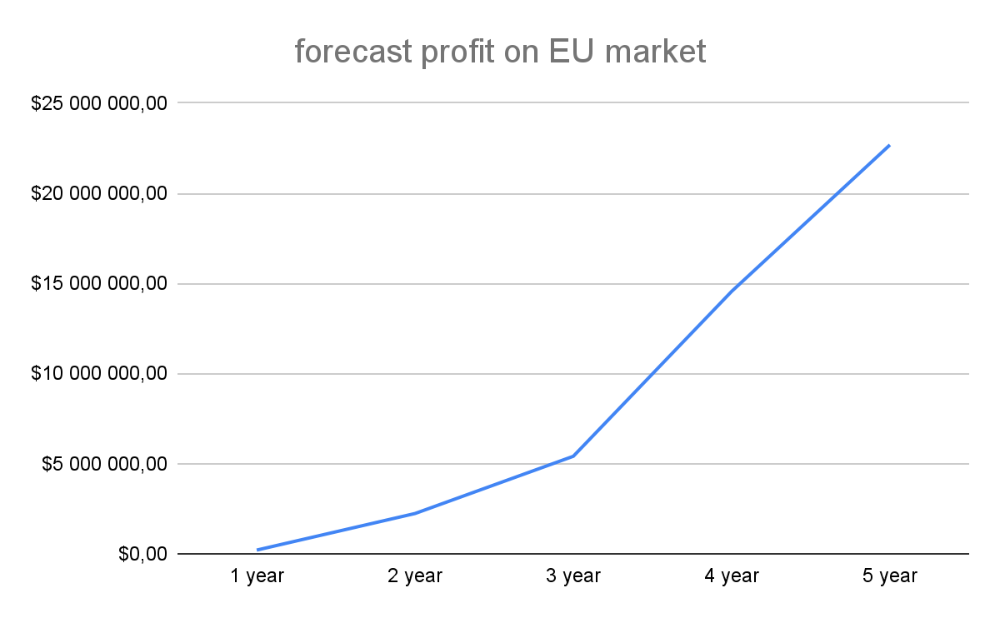 forecast profit on EU market
$25 000 000,00
$20 000 000,00
$15 000 000,00
$10 000 000,00
$5 000 000,00
$0,00
1 year
2 year
3 year
4 year
5 year